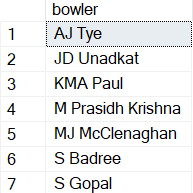 bowler
1 AJ Tye
2 JD Unadkat
3 KMA Paul
4 M Prasidh Krishna
5 MJ McClenaghan
6 S Badree
7 S Gopal